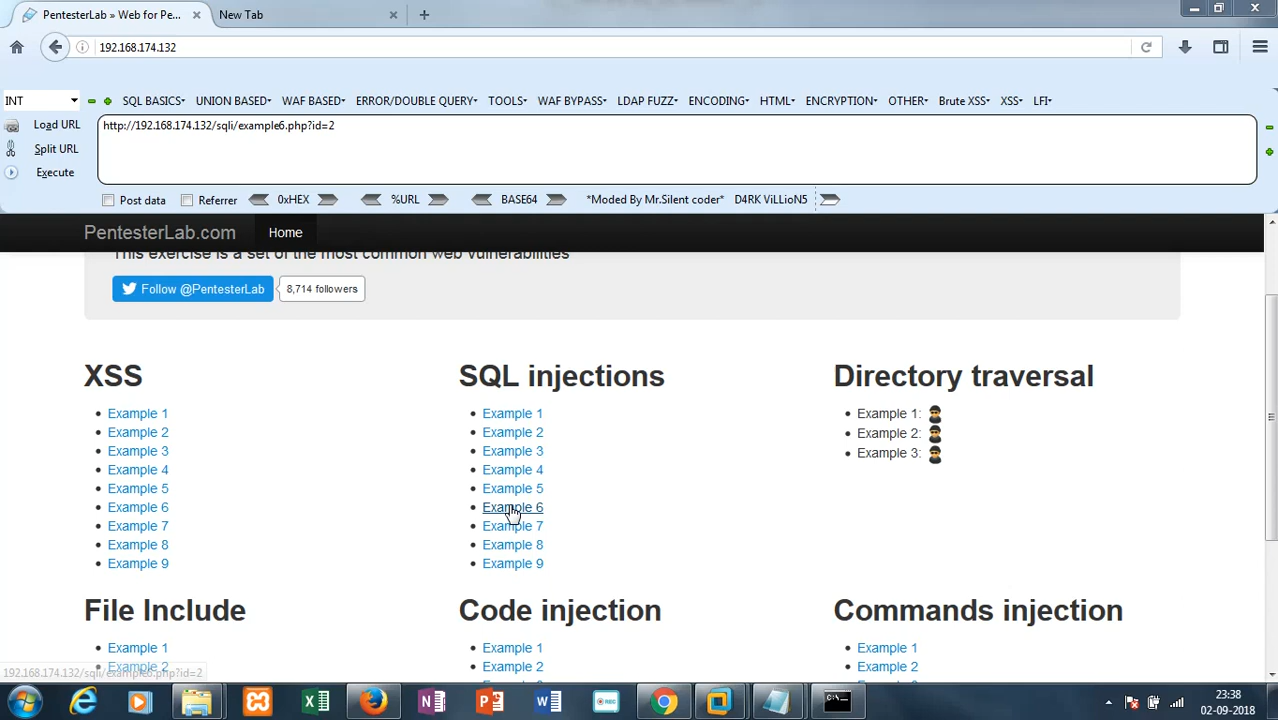 PentesterLab » Web for Pe...
New Tab
192.168.174.132
INT
SQL BASICS
UNION BASED
WAF BASED
ERROR/DOUBLE QUERY
TOOLS
WAF BYPASS
LDAP FUZZ
ENCODING
HTML
ENCRYPTION
OTHER
Brute XSS
XSS
LFI
Load URL
http://192.168.174.132/sqli/example6.php?id=2
Split URL
Execute
Post data
Referrer
0xHEX
%URL
BASE64
*Moded By Mr.Silent coder*
D4RK ViLLioN5
PentesterLab.com
Home
This exercise is a set of the most common web vulnerabilities
Follow @PentesterLab
8,714 followers
XSS
Example 1
Example 2
Example 3
Example 4
Example 5
Example 6
Example 7
Example 8
Example 9
SQL injections
Example 1
Example 2
Example 3
Example 4
Example 5
Example 6
Example 7
Example 8
Example 9
Directory traversal
Example 1:
Example 2:
Example 3:
File Include
Example 1
Example 2
Code injection
Example 1
Example 2
Commands injection
Example 1
Example 2
192.168.174.132/sqli/example6.php?id=2
REC
23:38
02-09-2018